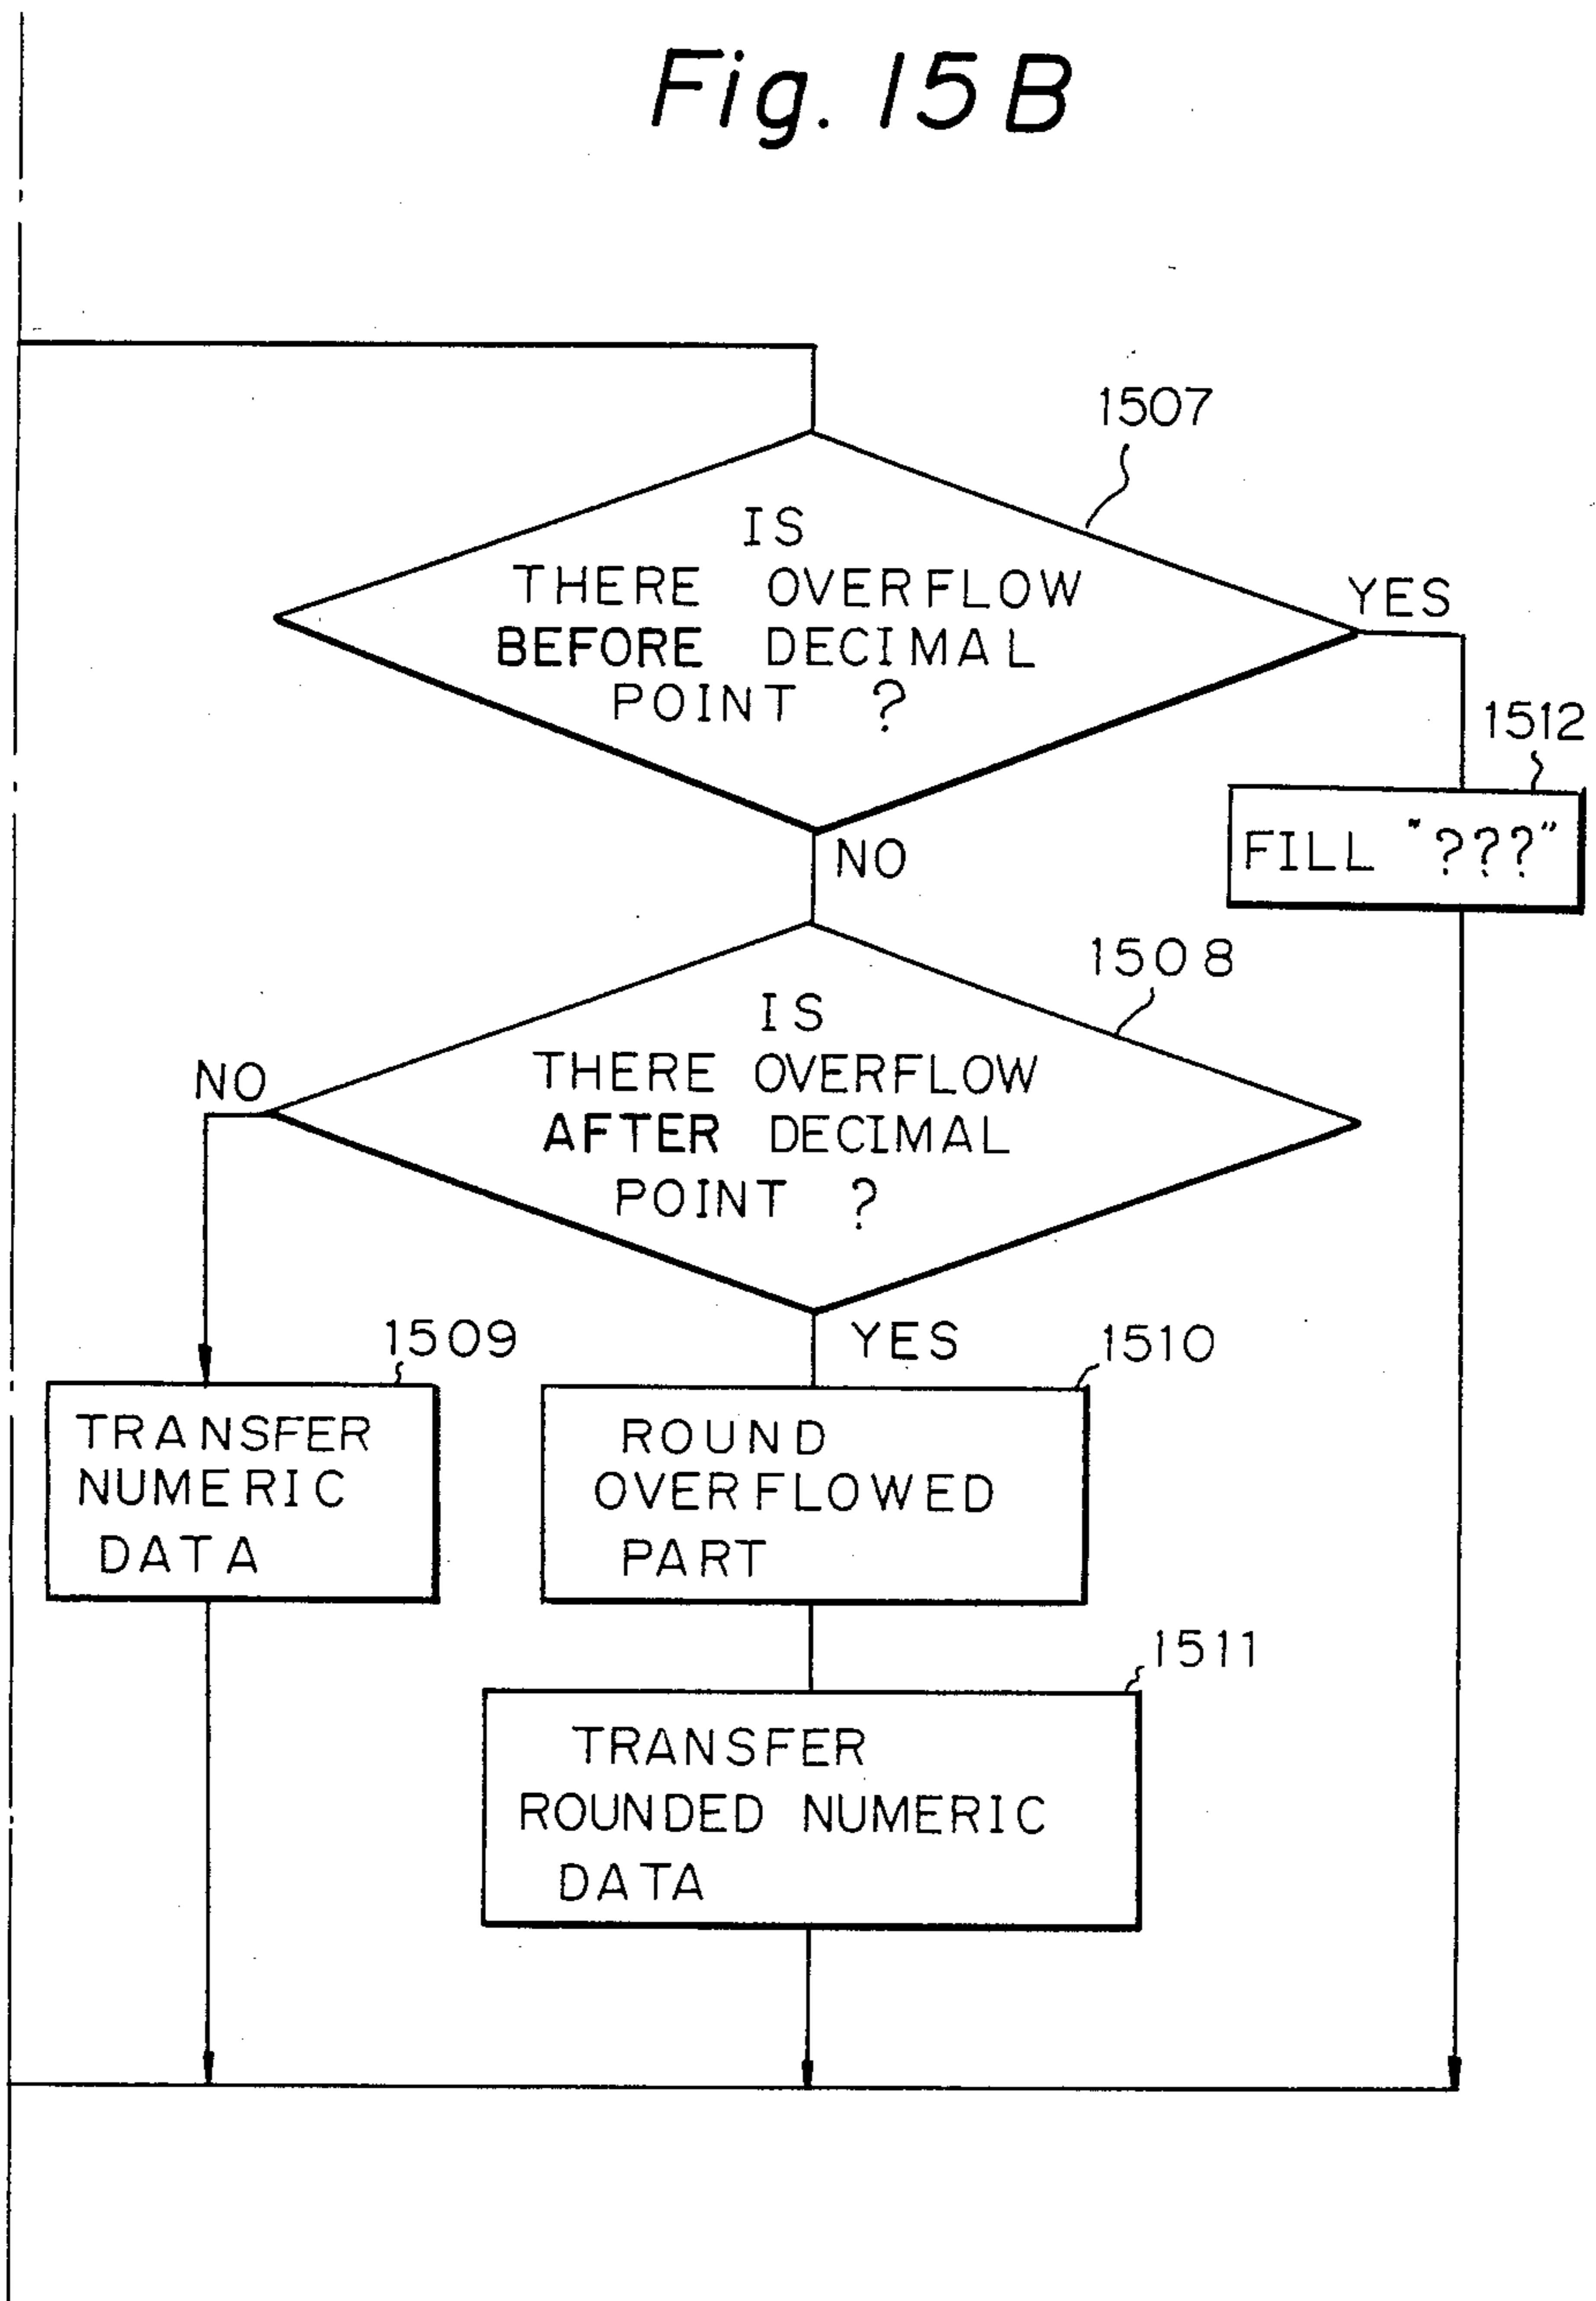 Fig. 15B
1507
IS
THERE OVERFLOW
BEFORE DECIMAL
POINT ?
YES
1512
FILL "???"
NO
1508
IS
THERE OVERFLOW
AFTER DECIMAL
POINT ?
NO
YES
1509
TRANSFER
NUMERIC
DATA
1510
ROUND
OVERFLOWED
PART
1511
TRANSFER
ROUNDED NUMERIC
DATA